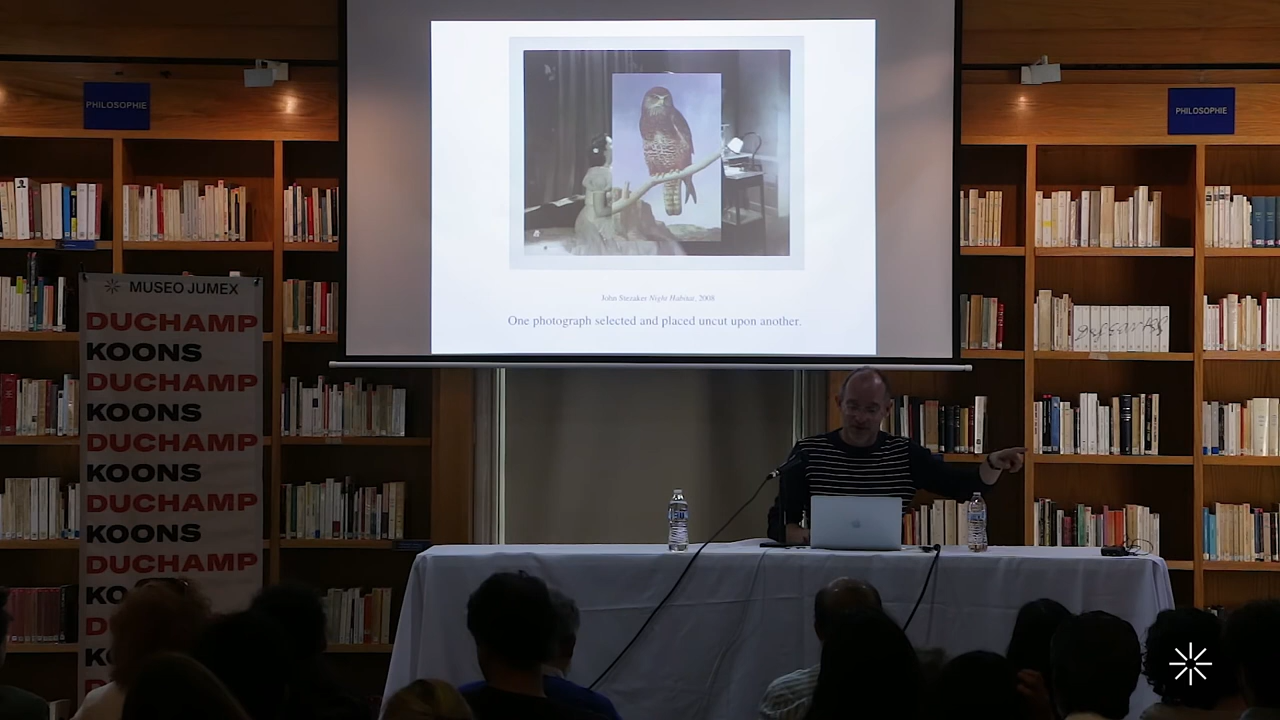 PHILOSOPHIE
PHILOSOPHIE
John Stezaker Night Habitat, 2008
One photograph selected and placed uncut upon another.
MUSEO JUMEX
DUCHAMP
KOONS
DUCHAMP
KOONS
DUCHAMP
KOONS
DUCHAMP
KOONS
DUCHAMP